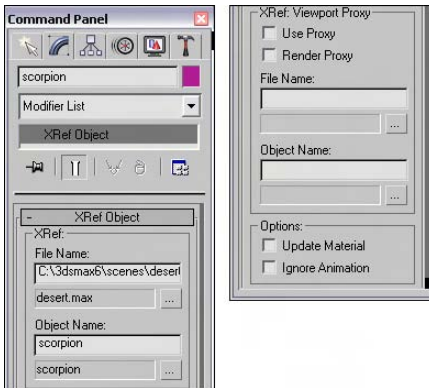 Command Panel
scorpion
Modifier List
XRef Object
- XRef Object
XRef:
File Name:
C:\3dsmax6\scenes\desert
desert.max
...
Object Name:
scorpion
scorpion
...
XRef: Viewport Proxy
Use Proxy
Render Proxy
File Name:
...
Object Name:
...
Options:
Update Material
Ignore Animation